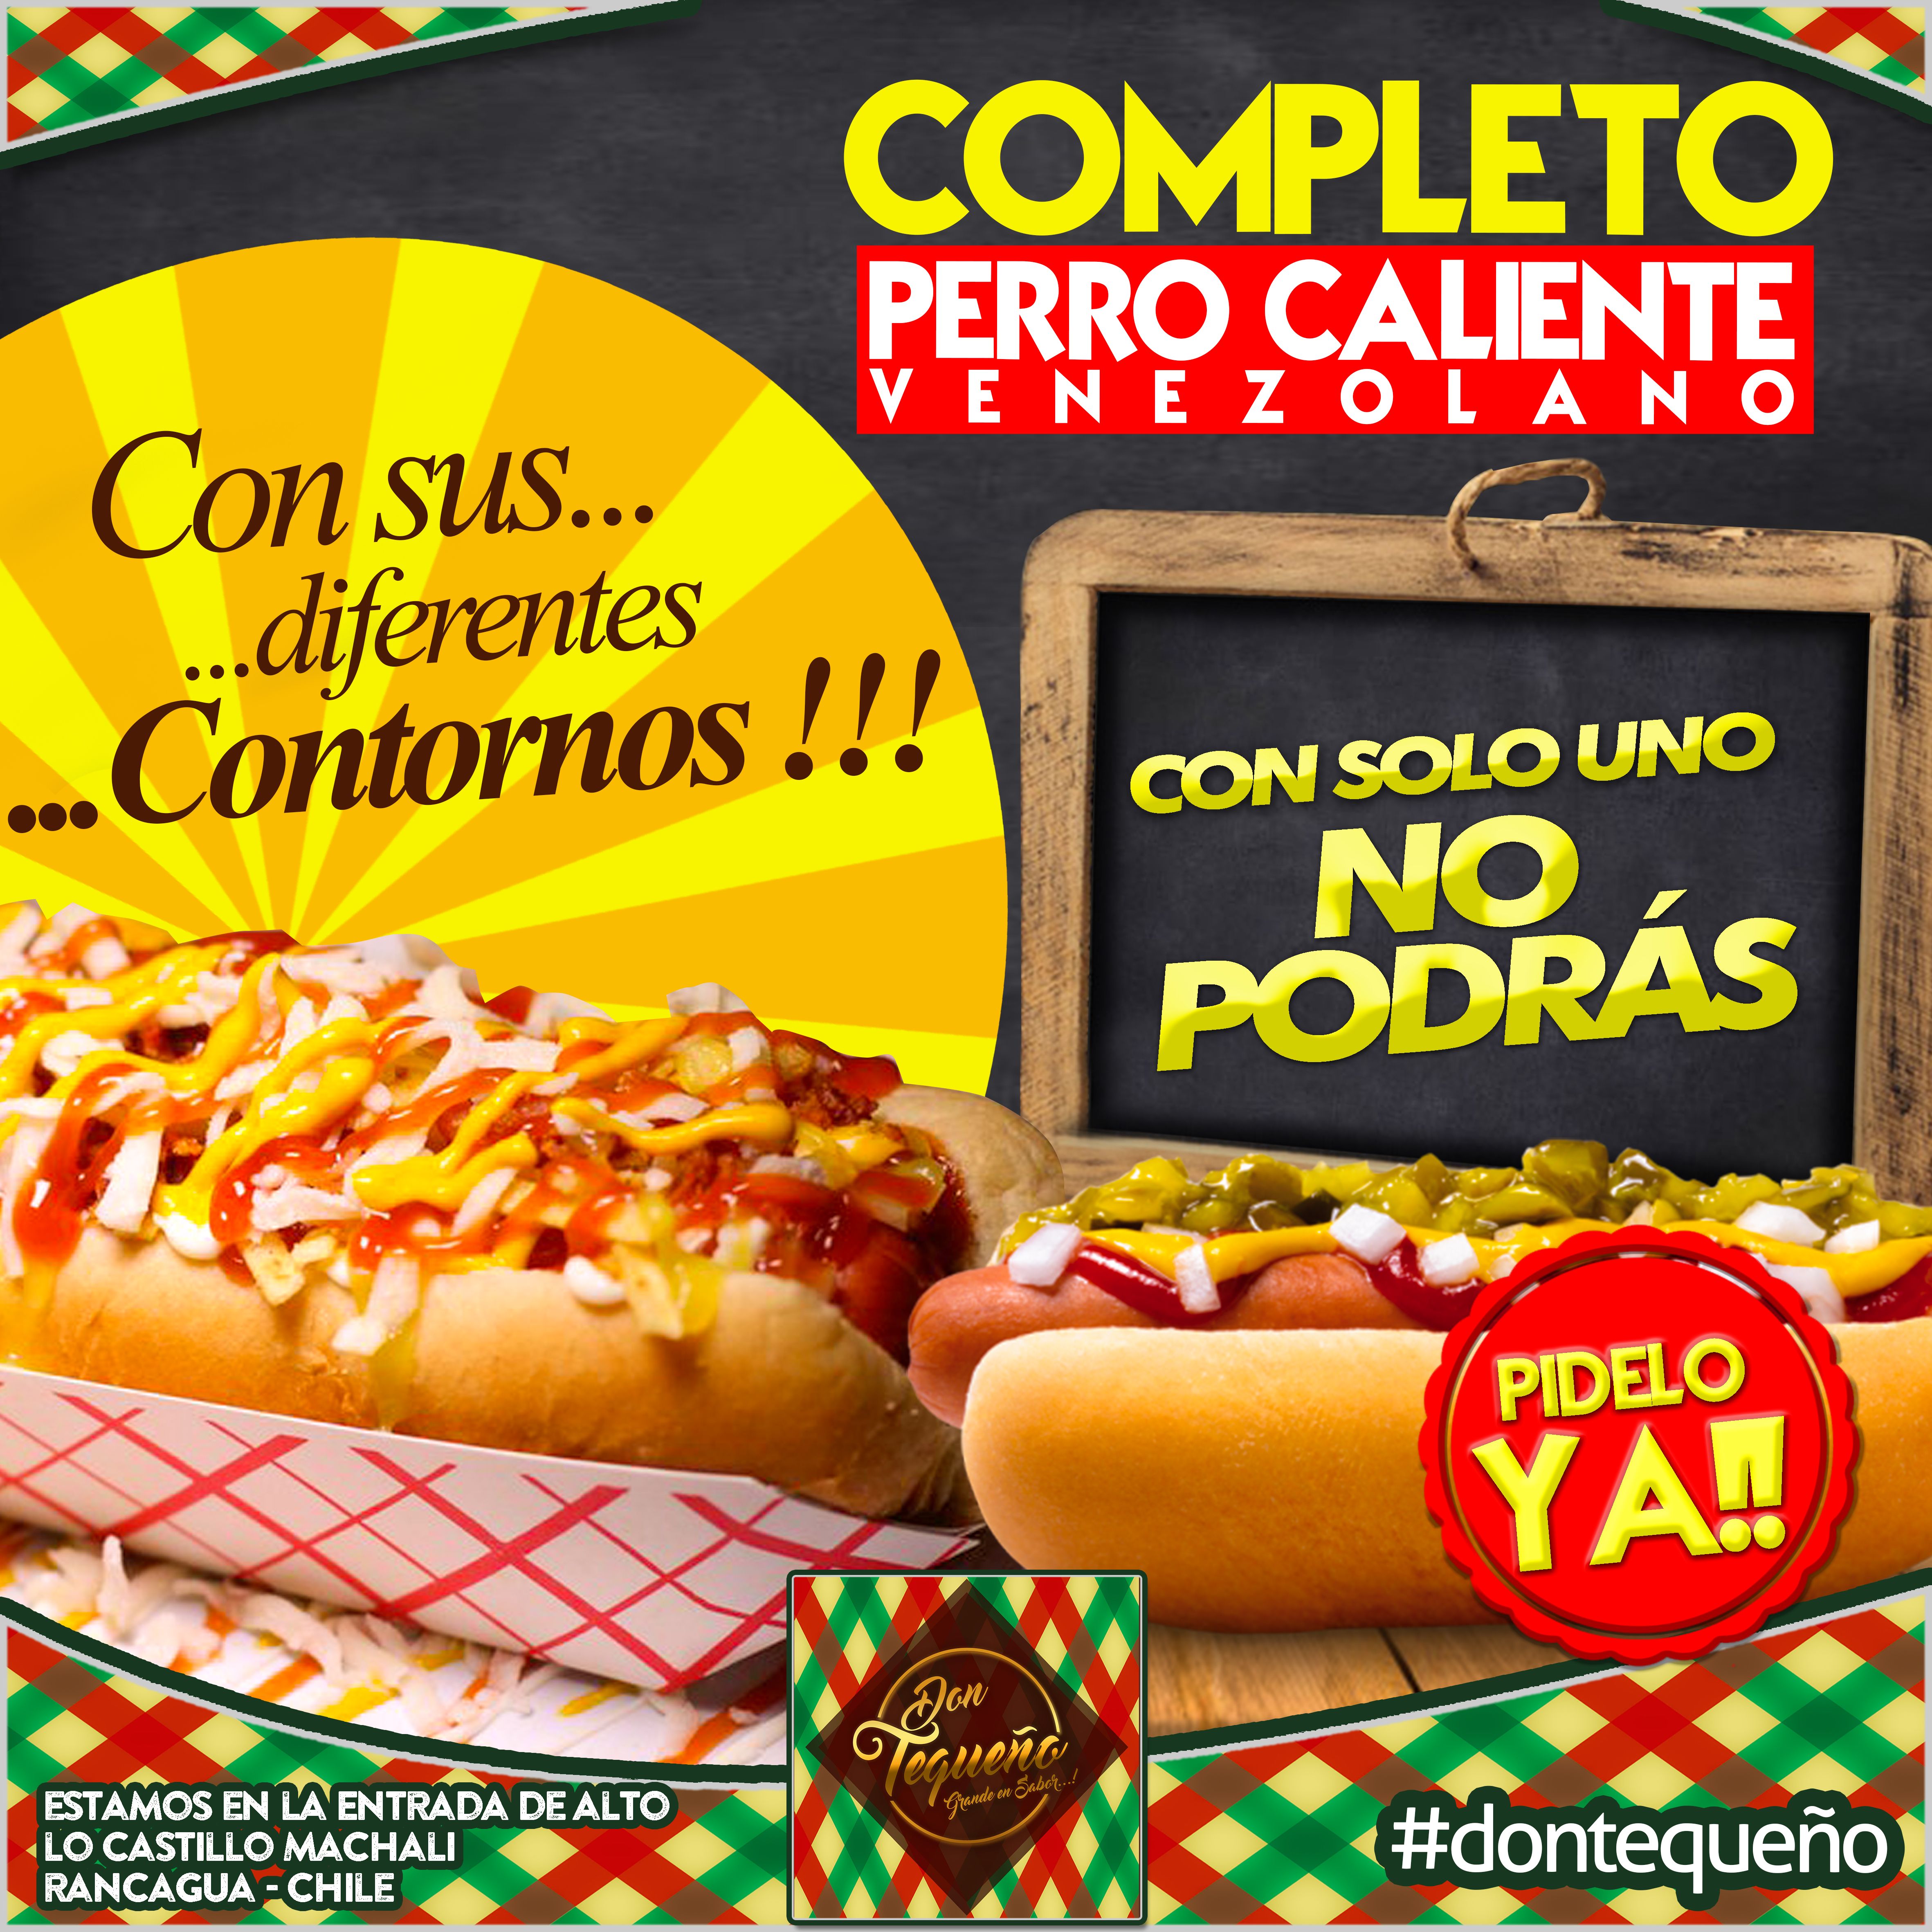 COMPLETO
PERRO CALIENTE
VENEZOLANO
Con sus...
...diferentes
...Contornos !!!
CON SOLO UNO
NO
PODRÁS
PIDELO
YA!!
Don
Tequeño
Grande en Sabor...!
ESTAMOS EN LA ENTRADA DE ALTO
LO CASTILLO MACHALI
RANCAGUA - CHILE
#dontequeño